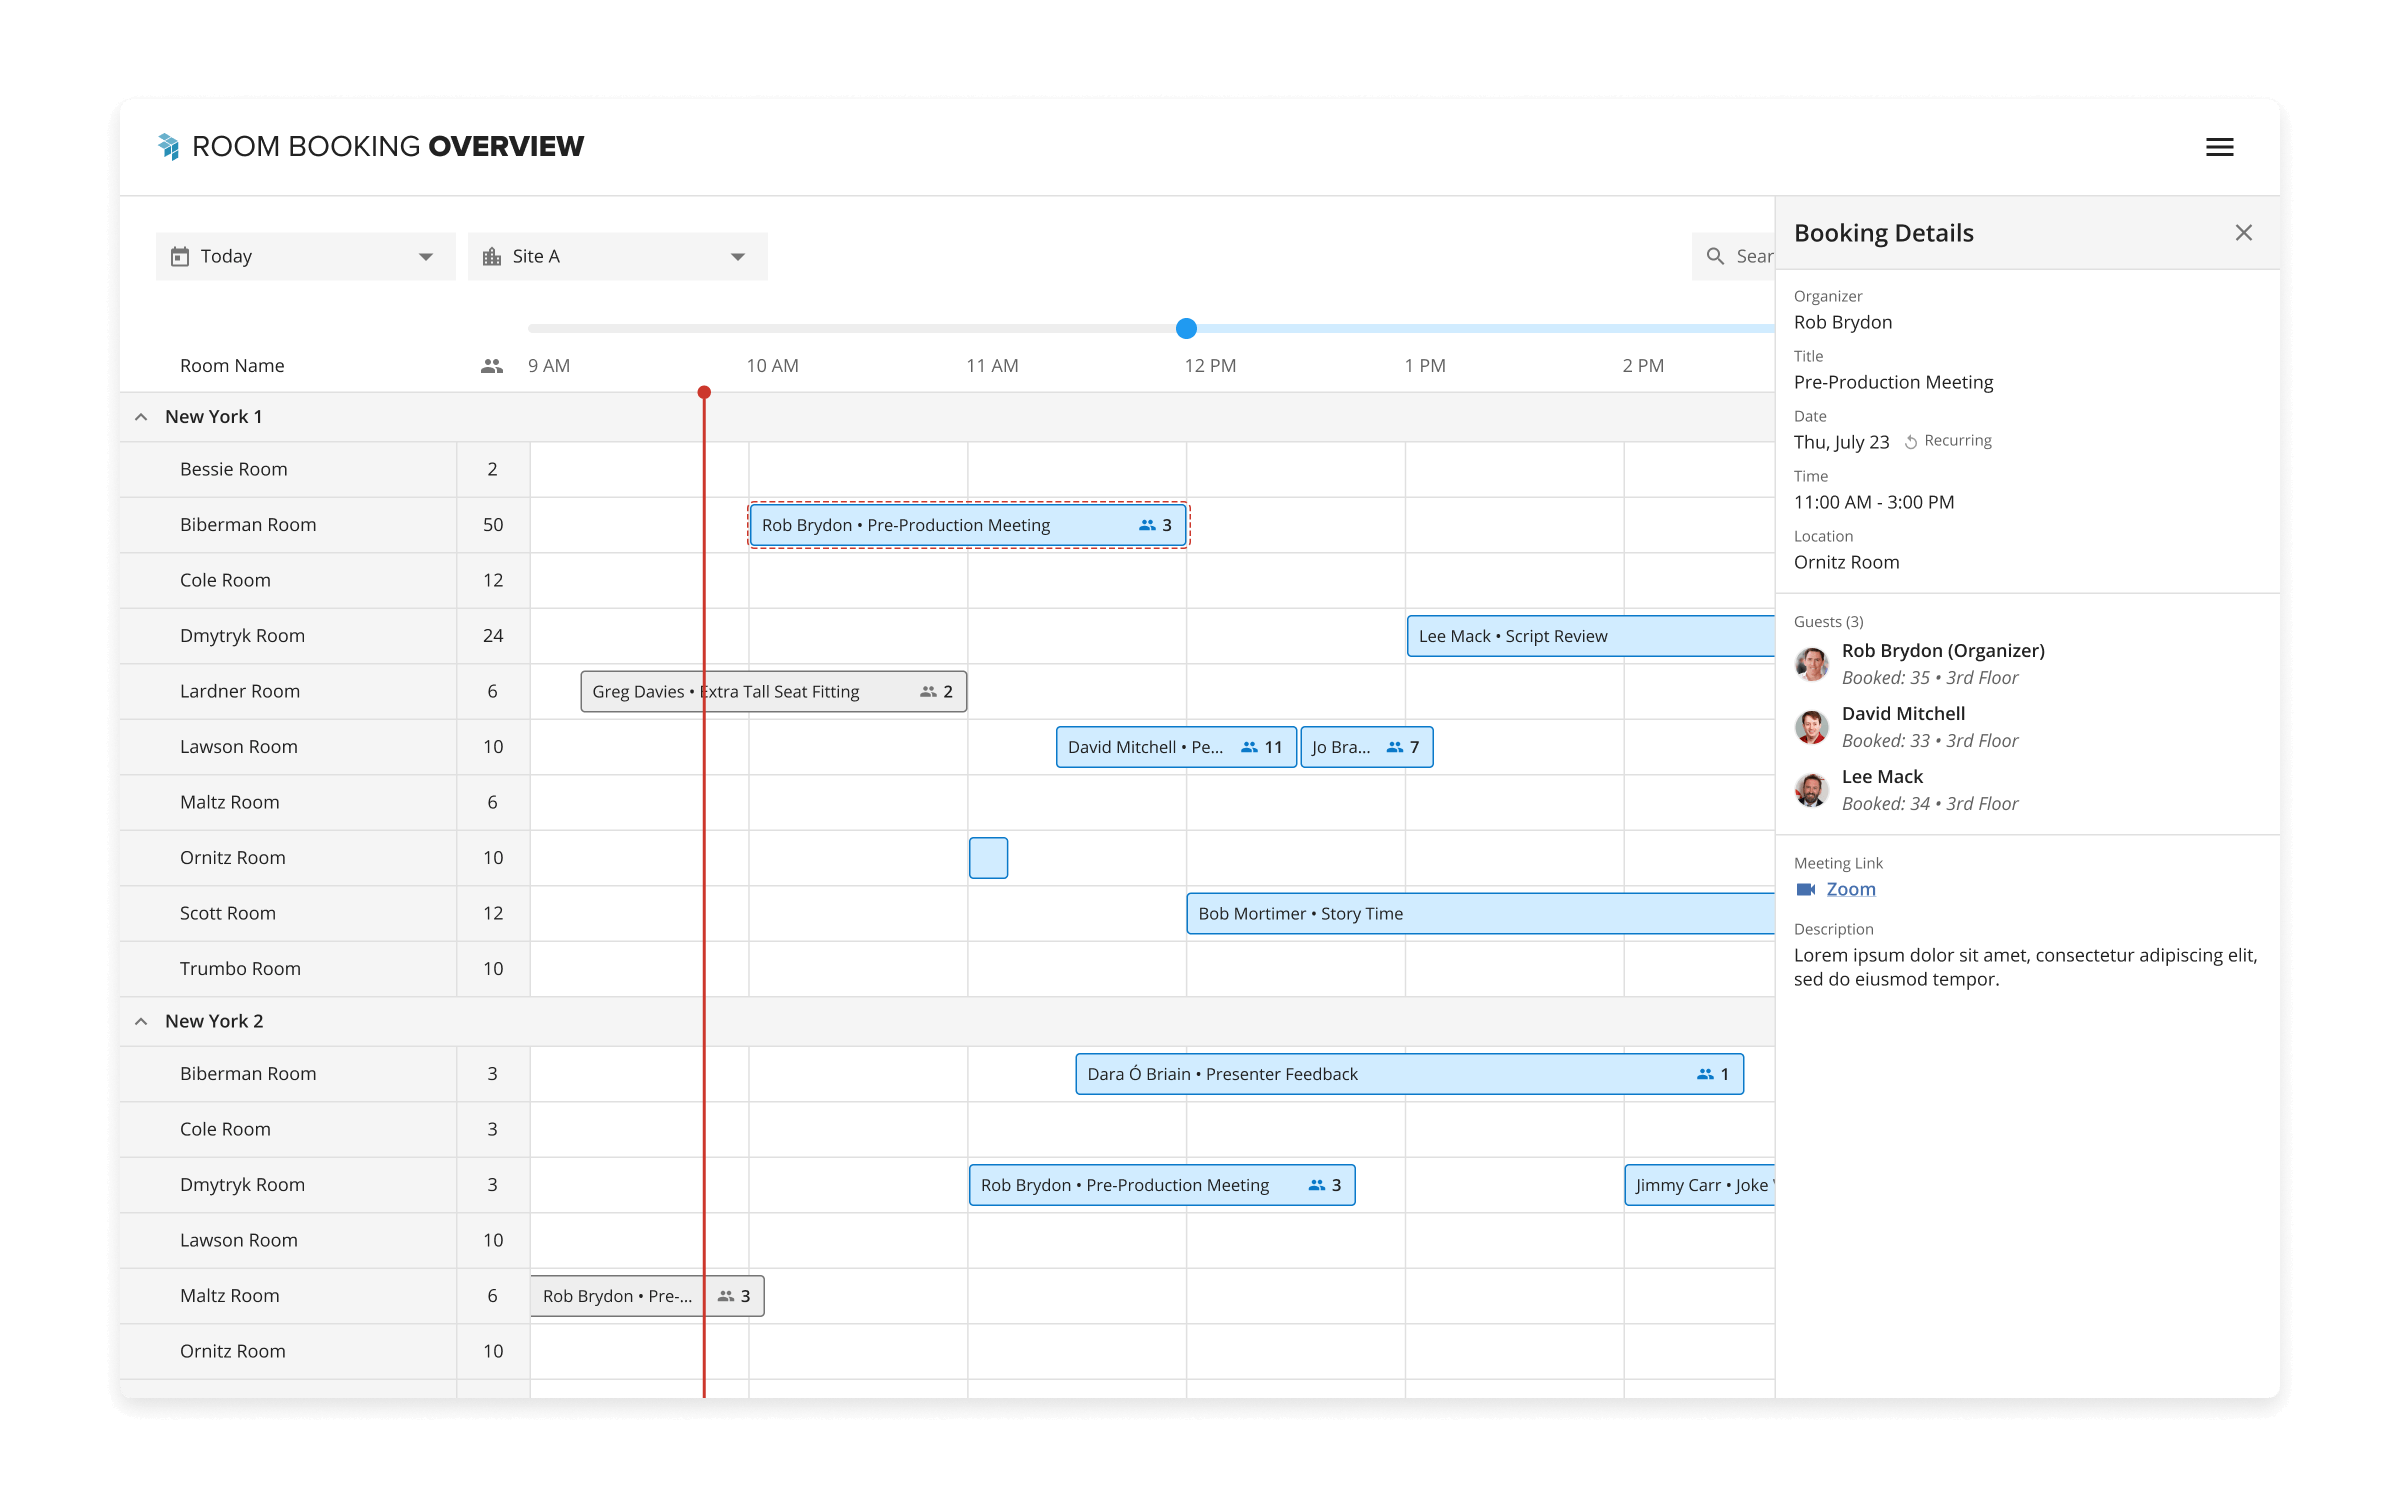 ROOM BOOKING OVERVIEW
Today
Site A
Sear
Room Name
9 AM
10 AM
11 AM
12 PM
1 PM
2 PM
New York 1
Bessie Room 2
Biberman Room 50
Rob Brydon • Pre-Production Meeting 3
Cole Room 12
Dmytryk Room 24
Lee Mack • Script Review
Lardner Room 6
Greg Davies • Extra Tall Seat Fitting 2
Lawson Room 10
David Mitchell • Pe... 11
Jo Bra... 7
Maltz Room 6
Ornitz Room 10
Scott Room 12
Bob Mortimer • Story Time
Trumbo Room 10
New York 2
Biberman Room 3
Dara Ó Briain • Presenter Feedback 1
Cole Room 3
Dmytryk Room 3
Rob Brydon • Pre-Production Meeting 3
Jimmy Carr • Joke
Lawson Room 10
Maltz Room 6
Rob Brydon • Pre-... 3
Ornitz Room 10
Booking Details
Organizer
Rob Brydon
Title
Pre-Production Meeting
Date
Thu, July 23 Recurring
Time
11:00 AM - 3:00 PM
Location
Ornitz Room
Guests (3)
Rob Brydon (Organizer)
Booked: 35 • 3rd Floor
David Mitchell
Booked: 33 • 3rd Floor
Lee Mack
Booked: 34 • 3rd Floor
Meeting Link
Zoom
Description
Lorem ipsum dolor sit amet, consectetur adipiscing elit,
sed do eiusmod tempor.